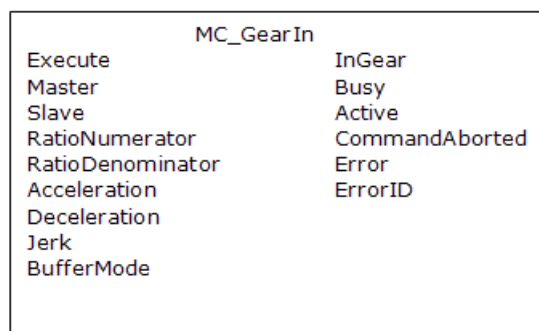 MC_GearIn
Execute InGear
Master Busy
Slave Active
RatioNumerator CommandAborted
RatioDenominator Error
Acceleration ErrorID
Deceleration
Jerk
BufferMode